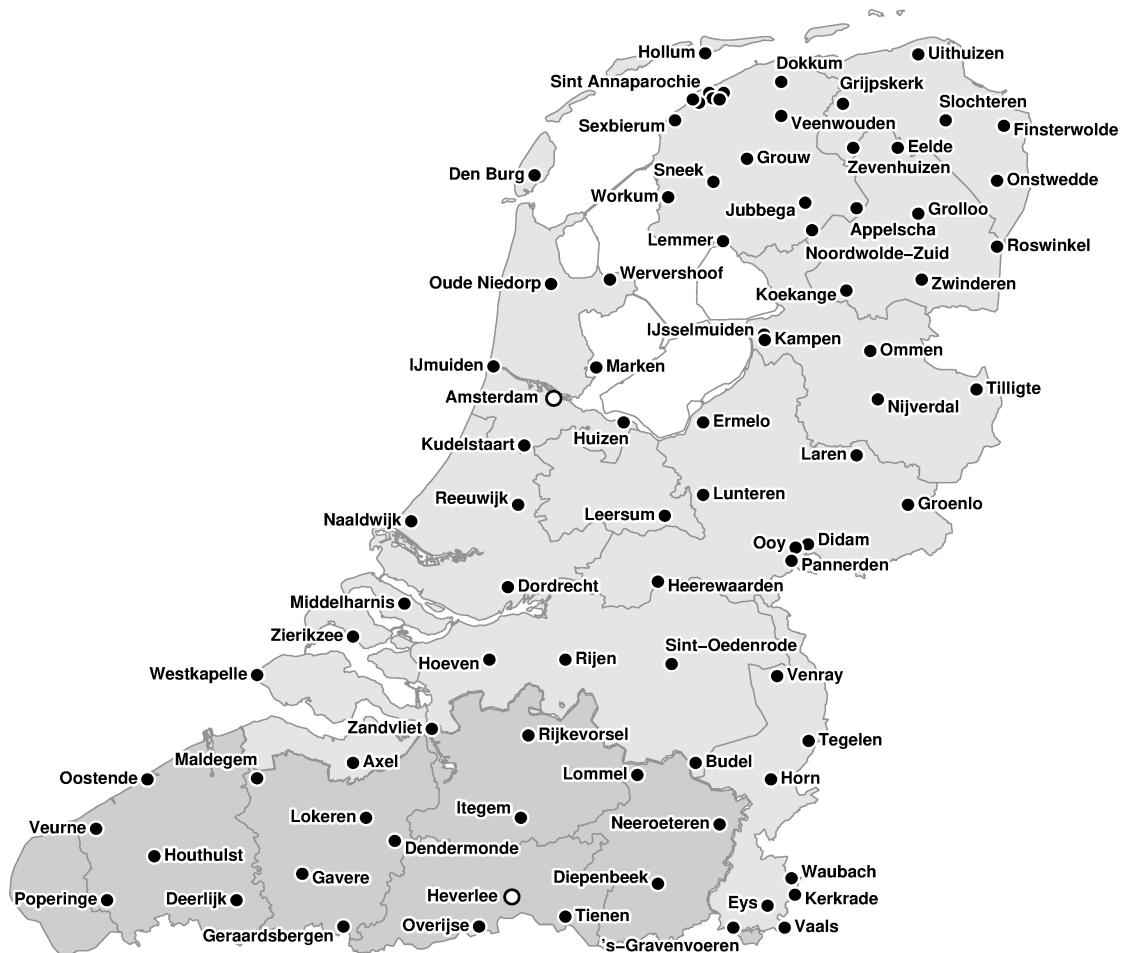 Hollum
Uithuizen
Dokkum
Sint Annaparochie
Grijpskerk
Slochteren
Sexbierum
Veenwouden
Finsterwolde
Eelde
Grouw
Zevenhuizen
Sneek
Den Burg
Onstwedde
Workum
Jubbega
Grolloo
Appelscha
Lemmer
Roswinkel
Noordwolde–Zuid
Wervershoof
Oude Niedorp
Zwinderen
Koekange
IJsselmuiden
Kampen
Ommen
IJmuiden
Marken
Tilligte
Amsterdam
Nijverdal
Ermelo
Huizen
Kudelstaart
Laren
Lunteren
Reeuwijk
Groenlo
Leersum
Naaldwijk
Ooy
Didam
Pannerden
Dordrecht
Heerewaarden
Middelharnis
Zierikzee
Sint–Oedenrode
Hoeven
Rijen
Westkapelle
Venray
Zandvliet
Rijkevorsel
Tegelen
Maldegem
Axel
Budel
Oostende
Lommel
Horn
Itegem
Lokeren
Neeroeteren
Veurne
Dendermonde
Houthulst
Waubach
Gavere
Diepenbeek
Heverlee
Kerkrade
Poperinge
Deerlijk
Eys
Tienen
Overijse
Vaals
Geraardsbergen
's–Gravenvoeren